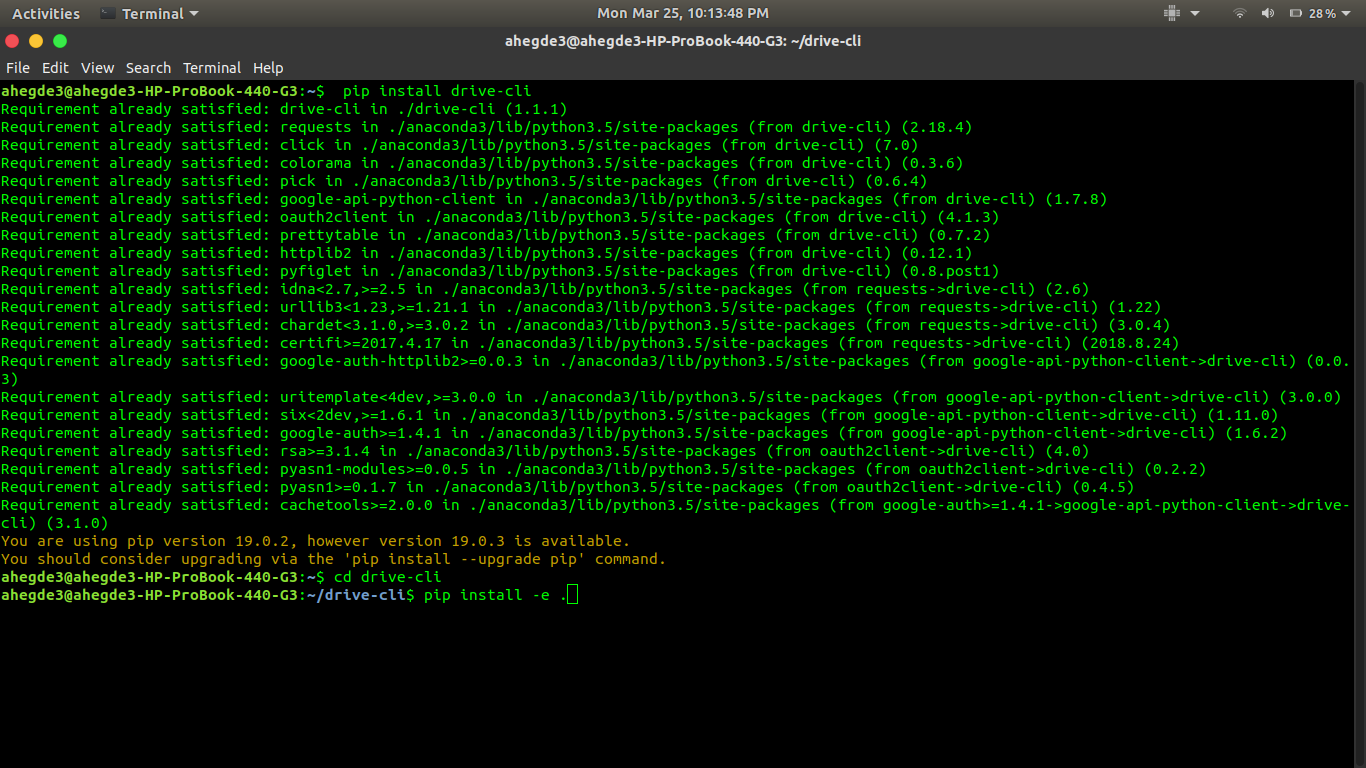 Activities Terminal Mon Mar 25, 10:13:48 PM 28%
ahegde3@ahegde3-HP-ProBook-440-G3: ~/drive-cli
File Edit View Search Terminal Help
ahegde3@ahegde3-HP-ProBook-440-G3:~$  pip install drive-cli
Requirement already satisfied: drive-cli in ./drive-cli (1.1.1)
Requirement already satisfied: requests in ./anaconda3/lib/python3.5/site-packages (from drive-cli) (2.18.4)
Requirement already satisfied: click in ./anaconda3/lib/python3.5/site-packages (from drive-cli) (7.0)
Requirement already satisfied: colorama in ./anaconda3/lib/python3.5/site-packages (from drive-cli) (0.3.6)
Requirement already satisfied: pick in ./anaconda3/lib/python3.5/site-packages (from drive-cli) (0.6.4)
Requirement already satisfied: google-api-python-client in ./anaconda3/lib/python3.5/site-packages (from drive-cli) (1.7.8)
Requirement already satisfied: oauth2client in ./anaconda3/lib/python3.5/site-packages (from drive-cli) (4.1.3)
Requirement already satisfied: prettytable in ./anaconda3/lib/python3.5/site-packages (from drive-cli) (0.7.2)
Requirement already satisfied: httplib2 in ./anaconda3/lib/python3.5/site-packages (from drive-cli) (0.12.1)
Requirement already satisfied: pyfiglet in ./anaconda3/lib/python3.5/site-packages (from drive-cli) (0.8.post1)
Requirement already satisfied: idna<2.7,>=2.5 in ./anaconda3/lib/python3.5/site-packages (from requests->drive-cli) (2.6)
Requirement already satisfied: urllib3<1.23,>=1.21.1 in ./anaconda3/lib/python3.5/site-packages (from requests->drive-cli) (1.22)
Requirement already satisfied: chardet<3.1.0,>=3.0.2 in ./anaconda3/lib/python3.5/site-packages (from requests->drive-cli) (3.0.4)
Requirement already satisfied: certifi>=2017.4.17 in ./anaconda3/lib/python3.5/site-packages (from requests->drive-cli) (2018.8.24)
Requirement already satisfied: google-auth-httplib2>=0.0.3 in ./anaconda3/lib/python3.5/site-packages (from google-api-python-client->drive-cli) (0.0.
3)
Requirement already satisfied: uritemplate<4dev,>=3.0.0 in ./anaconda3/lib/python3.5/site-packages (from google-api-python-client->drive-cli) (3.0.0)
Requirement already satisfied: six<2dev,>=1.6.1 in ./anaconda3/lib/python3.5/site-packages (from google-api-python-client->drive-cli) (1.11.0)
Requirement already satisfied: google-auth>=1.4.1 in ./anaconda3/lib/python3.5/site-packages (from google-api-python-client->drive-cli) (1.6.2)
Requirement already satisfied: rsa>=3.1.4 in ./anaconda3/lib/python3.5/site-packages (from oauth2client->drive-cli) (4.0)
Requirement already satisfied: pyasn1-modules>=0.0.5 in ./anaconda3/lib/python3.5/site-packages (from oauth2client->drive-cli) (0.2.2)
Requirement already satisfied: pyasn1>=0.1.7 in ./anaconda3/lib/python3.5/site-packages (from oauth2client->drive-cli) (0.4.5)
Requirement already satisfied: cachetools>=2.0.0 in ./anaconda3/lib/python3.5/site-packages (from google-auth>=1.4.1->google-api-python-client->drive-
cli) (3.1.0)
You are using pip version 19.0.2, however version 19.0.3 is available.
You should consider upgrading via the 'pip install --upgrade pip' command.
ahegde3@ahegde3-HP-ProBook-440-G3:~$ cd drive-cli
ahegde3@ahegde3-HP-ProBook-440-G3:~/drive-cli$ pip install -e .